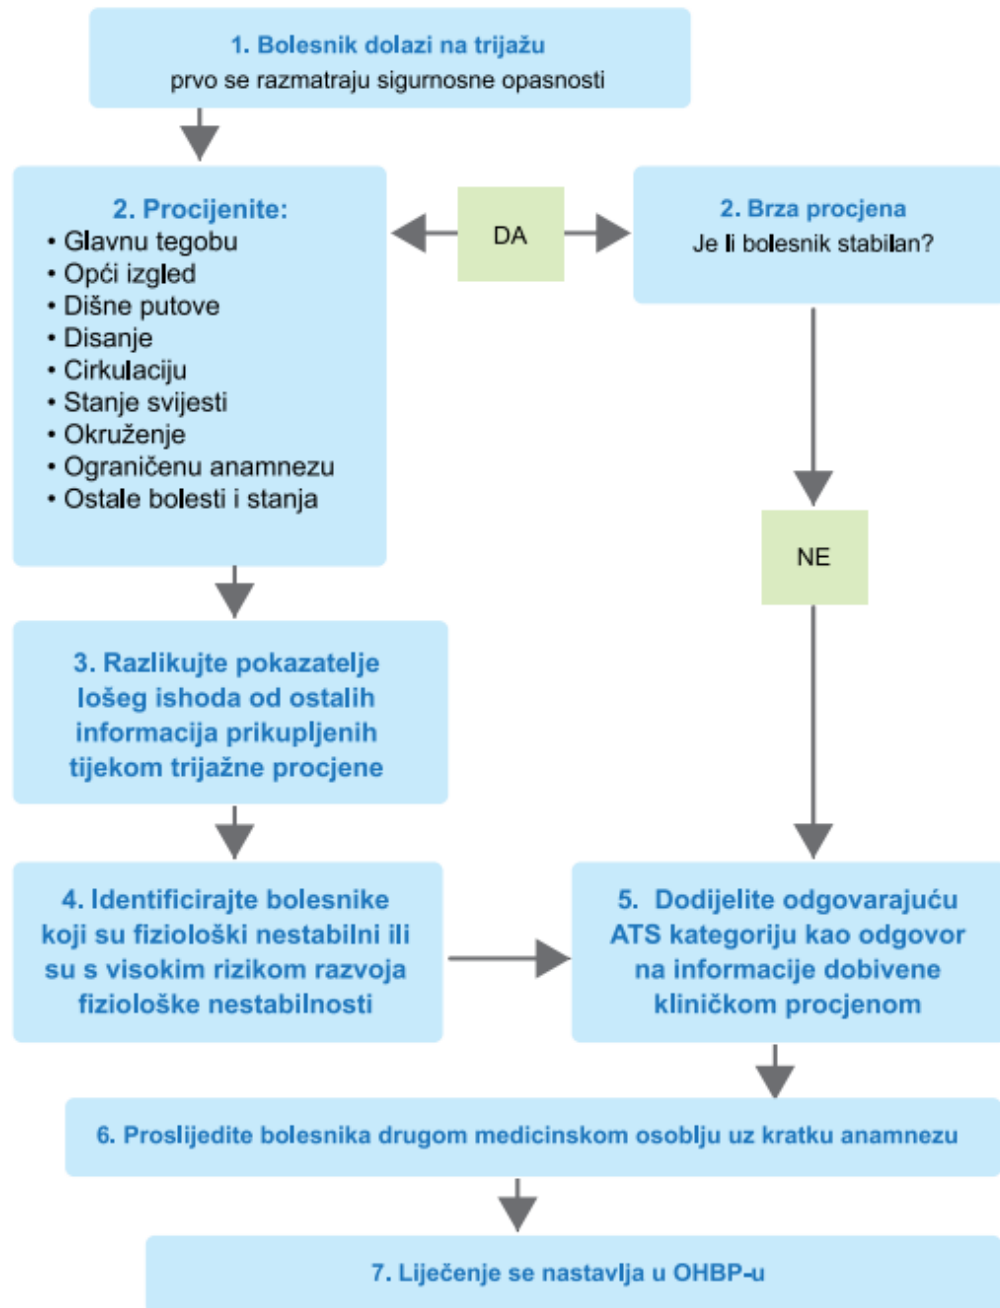 1. Bolesnik dolazi na trijažu
prvo se razmatraju sigurnosne opasnosti
2. Procijenite:
• Glavnu tegobu
• Opći izgled
• Dišne putove
• Disanje
• Cirkulaciju
• Stanje svijesti
• Okruženje
• Ograničenu anamnezu
• Ostale bolesti i stanja
DA
2. Brza procjena
Je li bolesnik stabilan?
NE
3. Razlikujte pokazatelje
lošeg ishoda od ostalih
informacija prikupljenih
tijekom trijažne procjene
4. Identificirajte bolesnike
koji su fiziološki nestabilni ili
su s visokim rizikom razvoja
fiziološke nestabilnosti
5. Dodijelite odgovarajuću
ATS kategoriju kao odgovor
na informacije dobivene
kliničkom procjenom
6. Proslijedite bolesnika drugom medicinskom osoblju uz kratku anamnezu
7. Liječenje se nastavlja u OHBP-u